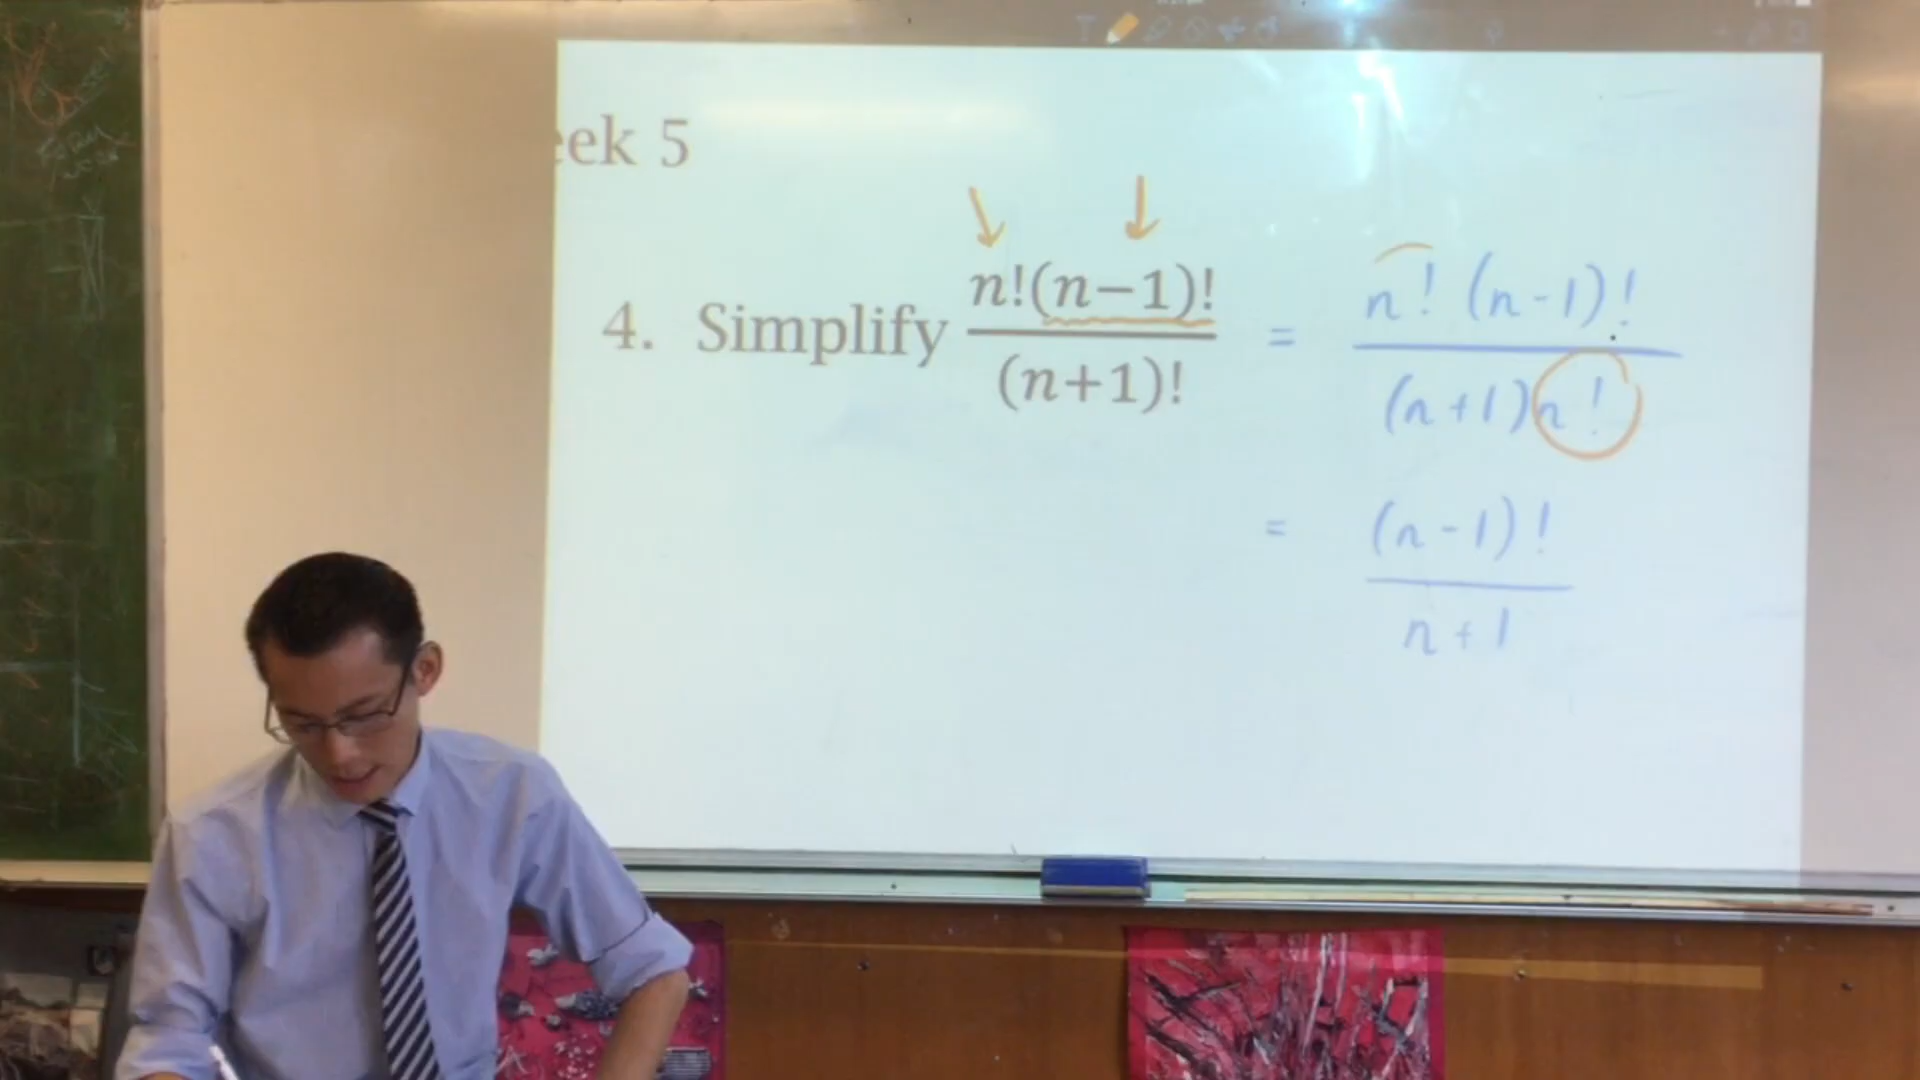 eek 5
4. Simplify n!(n−1)! / (n+1)! = n! (n-1)! / (n+1) n!
= (n-1)! / n+1